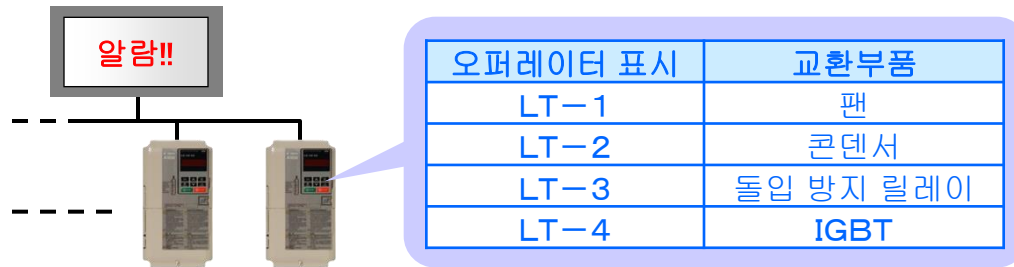 알람!!
오퍼레이터 표시 교환부품
LT－1 팬
LT－2 콘덴서
LT－3 돌입 방지 릴레이
LT－4 IGBT